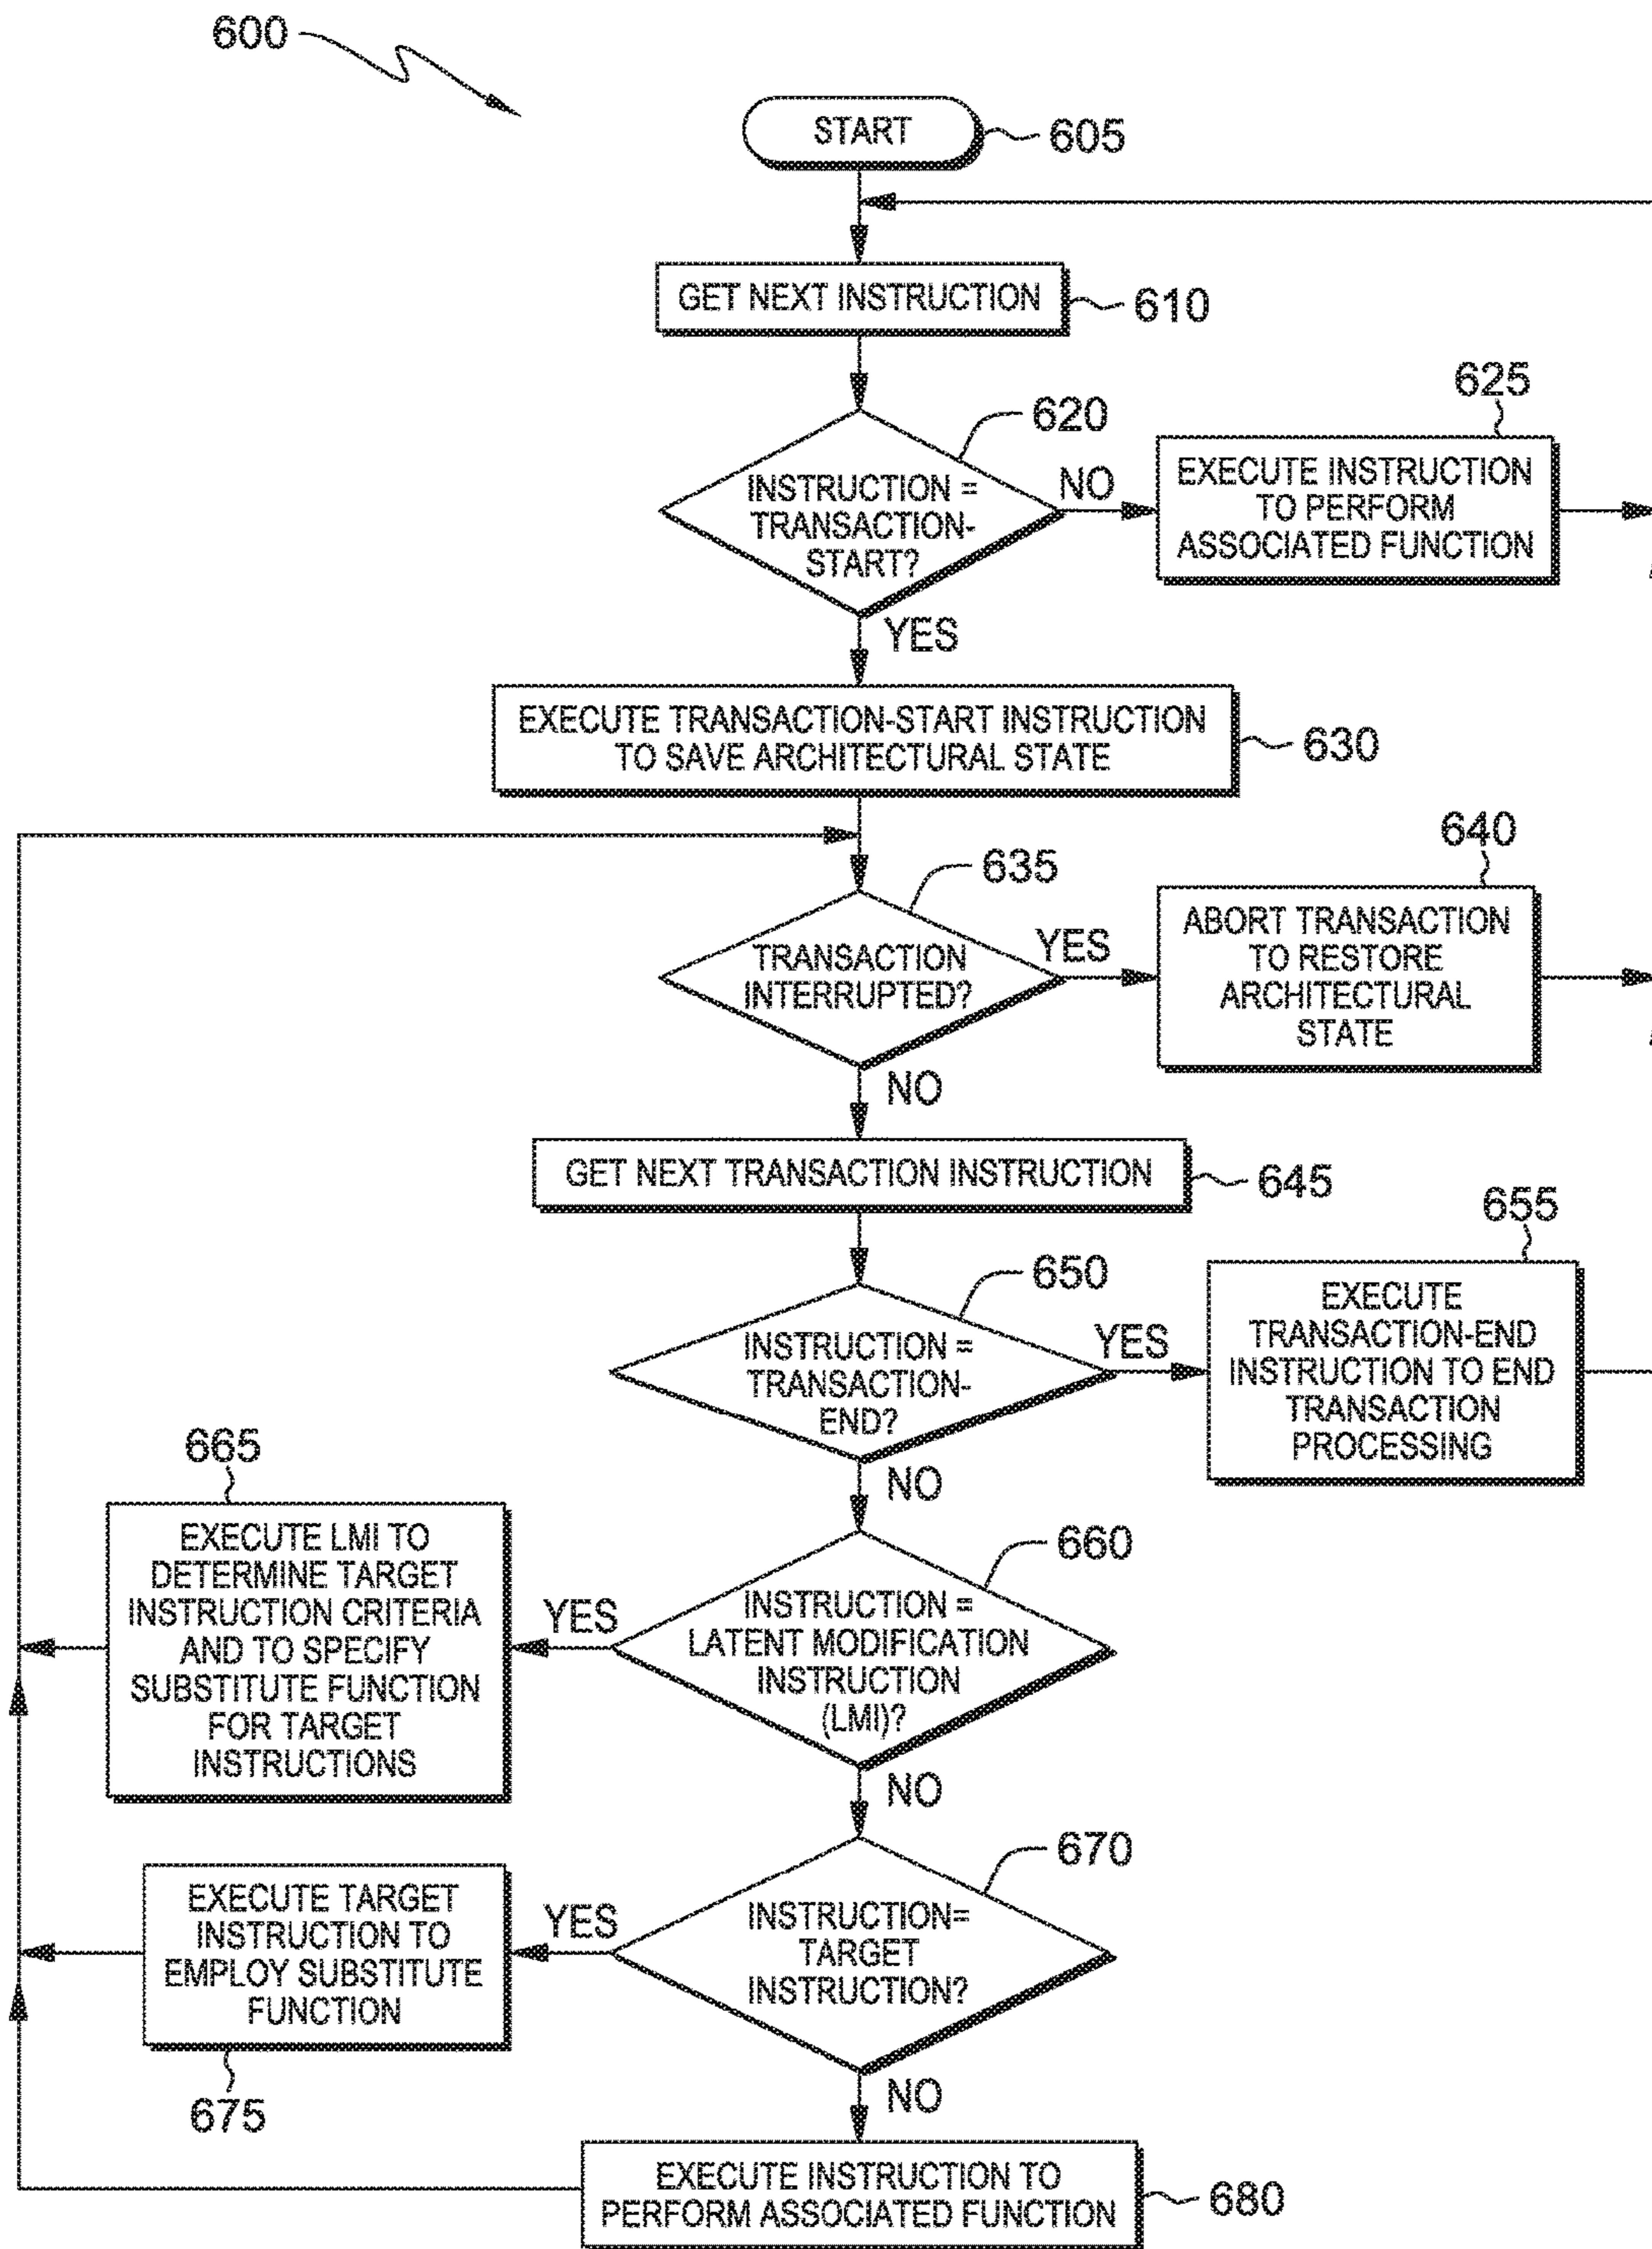 600
START
605
GET NEXT INSTRUCTION
610
620
625
INSTRUCTION =
TRANSACTION-
START?
NO
EXECUTE INSTRUCTION
TO PERFORM
ASSOCIATED FUNCTION
YES
EXECUTE TRANSACTION-START INSTRUCTION
TO SAVE ARCHITECTURAL STATE
630
635
640
TRANSACTION
INTERRUPTED?
YES
ABORT TRANSACTION
TO RESTORE
ARCHITECTURAL
STATE
NO
GET NEXT TRANSACTION INSTRUCTION
645
650
655
INSTRUCTION =
TRANSACTION-
END?
YES
EXECUTE
TRANSACTION-END
INSTRUCTION TO END
TRANSACTION
PROCESSING
NO
660
665
INSTRUCTION =
LATENT MODIFICATION
INSTRUCTION
(LMI)?
YES
EXECUTE LMI TO
DETERMINE TARGET
INSTRUCTION CRITERIA
AND TO SPECIFY
SUBSTITUTE FUNCTION
FOR TARGET
INSTRUCTIONS
NO
670
INSTRUCTION=
TARGET
INSTRUCTION?
YES
EXECUTE TARGET
INSTRUCTION TO
EMPLOY SUBSTITUTE
FUNCTION
675
NO
EXECUTE INSTRUCTION TO
PERFORM ASSOCIATED FUNCTION
680